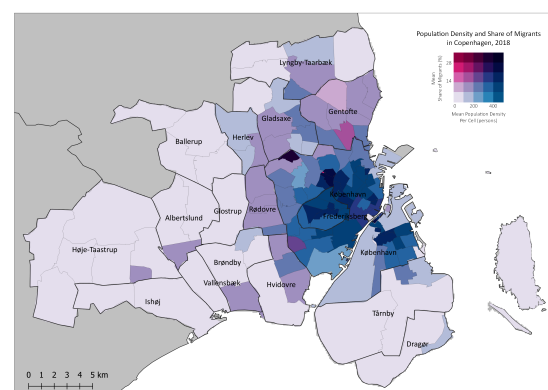 Population Density and Share of Migrants
in Copenhagen, 2018
28
14
Mean
Share of Migrants (%)
0 200 400
Mean Population Density
Per Cell (persons)
Lyngby-Taarbæk
Gentofte
Gladsaxe
Herlev
Ballerup
København
Frederiksberg
Rødovre
Glostrup
Albertslund
Høje-Taastrup
København
Brøndby
Vallensbæk
Hvidovre
Ishøj
Tårnby
Dragør
0 1 2 3 4 5 km